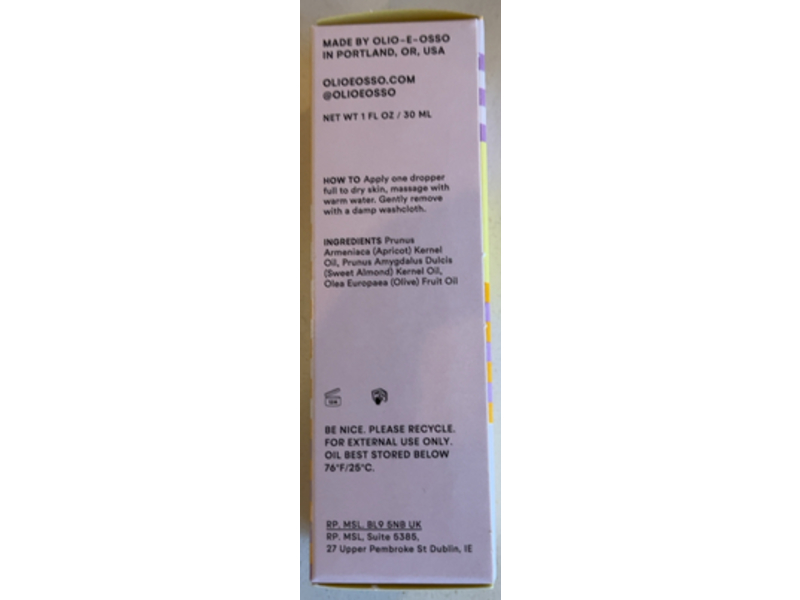 MADE BY OLIO-E-OSSO
IN PORTLAND, OR, USA
OLIOEOSSO.COM
@OLIOEOSSO
NET WT 1 FL OZ / 30 ML
HOW TO Apply one dropper
full to dry skin, massage with
warm water. Gently remove
with a damp washcloth.
INGREDIENTS Prunus
Armeniaca (Apricot) Kernel
Oil, Prunus Amygdalus Dulcis
(Sweet Almond) Kernel Oil,
Olea Europaea (Olive) Fruit Oil
BE NICE. PLEASE RECYCLE.
FOR EXTERNAL USE ONLY.
OIL BEST STORED BELOW
76°F/25°C.
RP. MSL. BL9 5NB UK
RP. MSL, Suite 5385,
27 Upper Pembroke St Dublin, IE